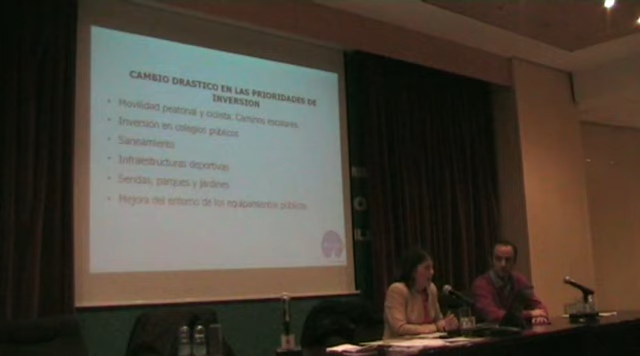 CAMBIO DRASTICO EN LAS PRIORIDADES DE
INVERSION
• Movilidad peatonal y ciclista. Caminos escolares.
• Inversión en colegios públicos
• Saneamiento
• Infraestructuras deportivas
• Sendas, parques y jardines
• Mejora del entorno de los equipamientos públicos